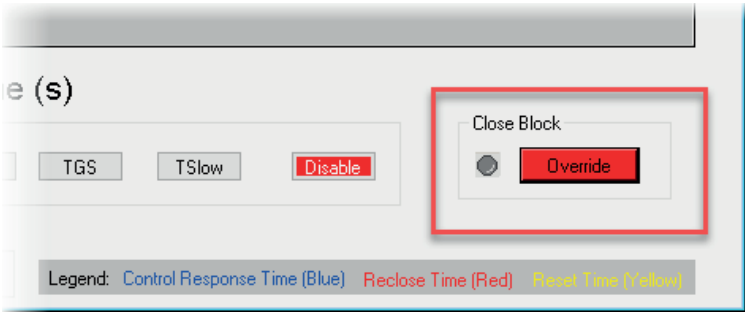 e (s)
Close Block
TGS TSlow Disable Override
Legend: Control Response Time (Blue) Reclose Time (Red) Reset Time (Yellow)